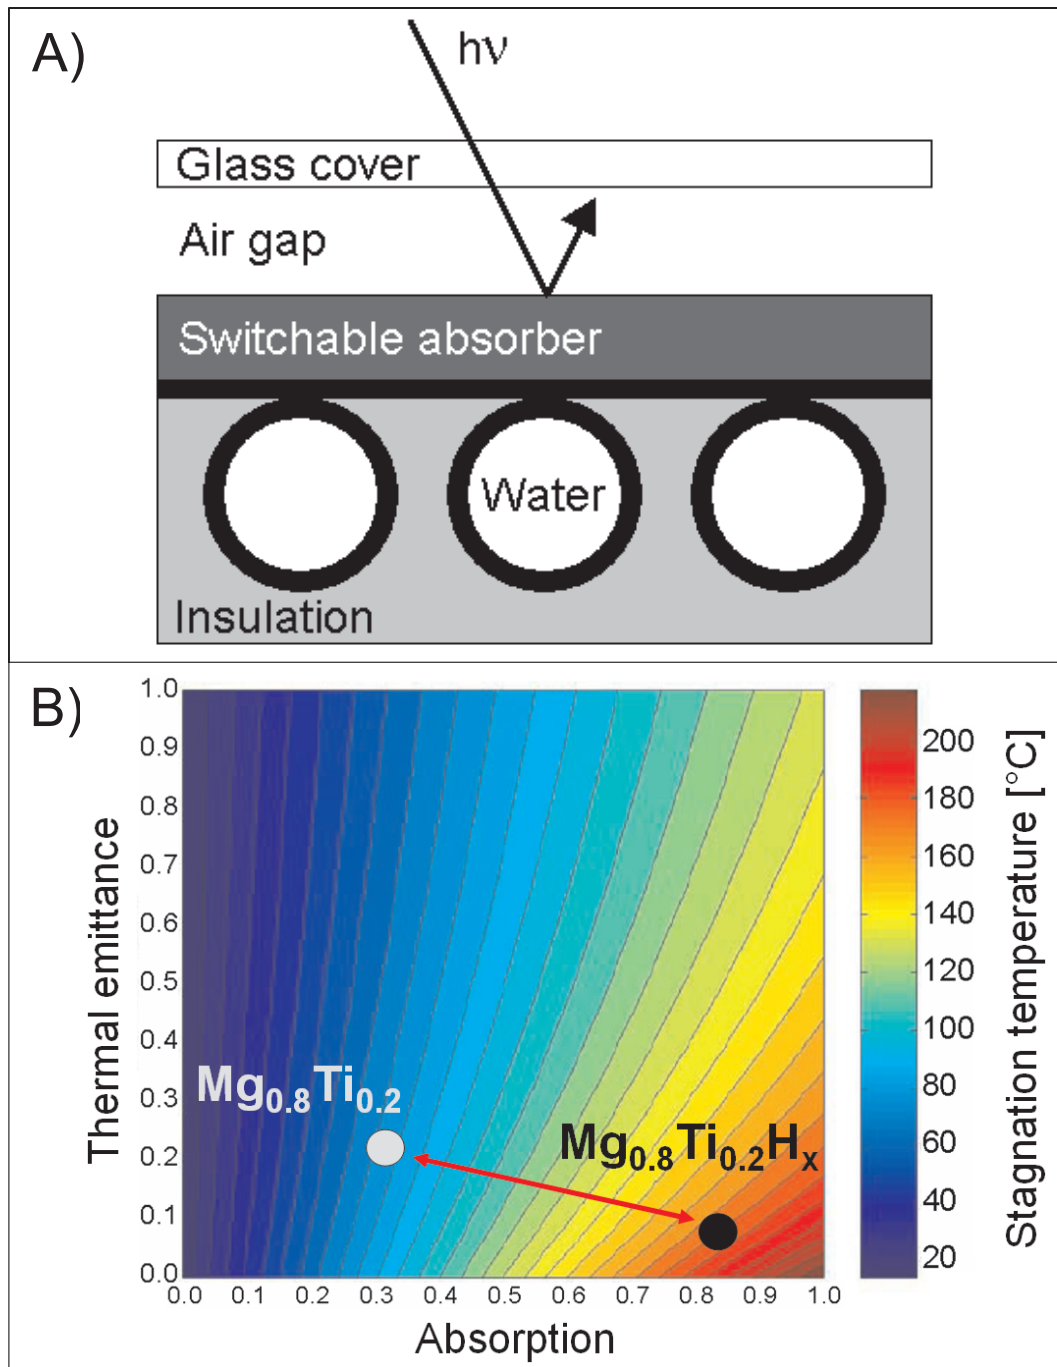 A)
hν
Glass cover
Air gap
Switchable absorber
Water
Insulation
B)
1.0
0.9
0.8
0.7
0.6
0.5
0.4
0.3
0.2
0.1
0.0
Thermal emittance
Mg0.8Ti0.2
Mg0.8Ti0.2Hx
0.0 0.1 0.2 0.3 0.4 0.5 0.6 0.7 0.8 0.9 1.0
Absorption
200
180
160
140
120
100
80
60
40
20
Stagnation temperature [°C]